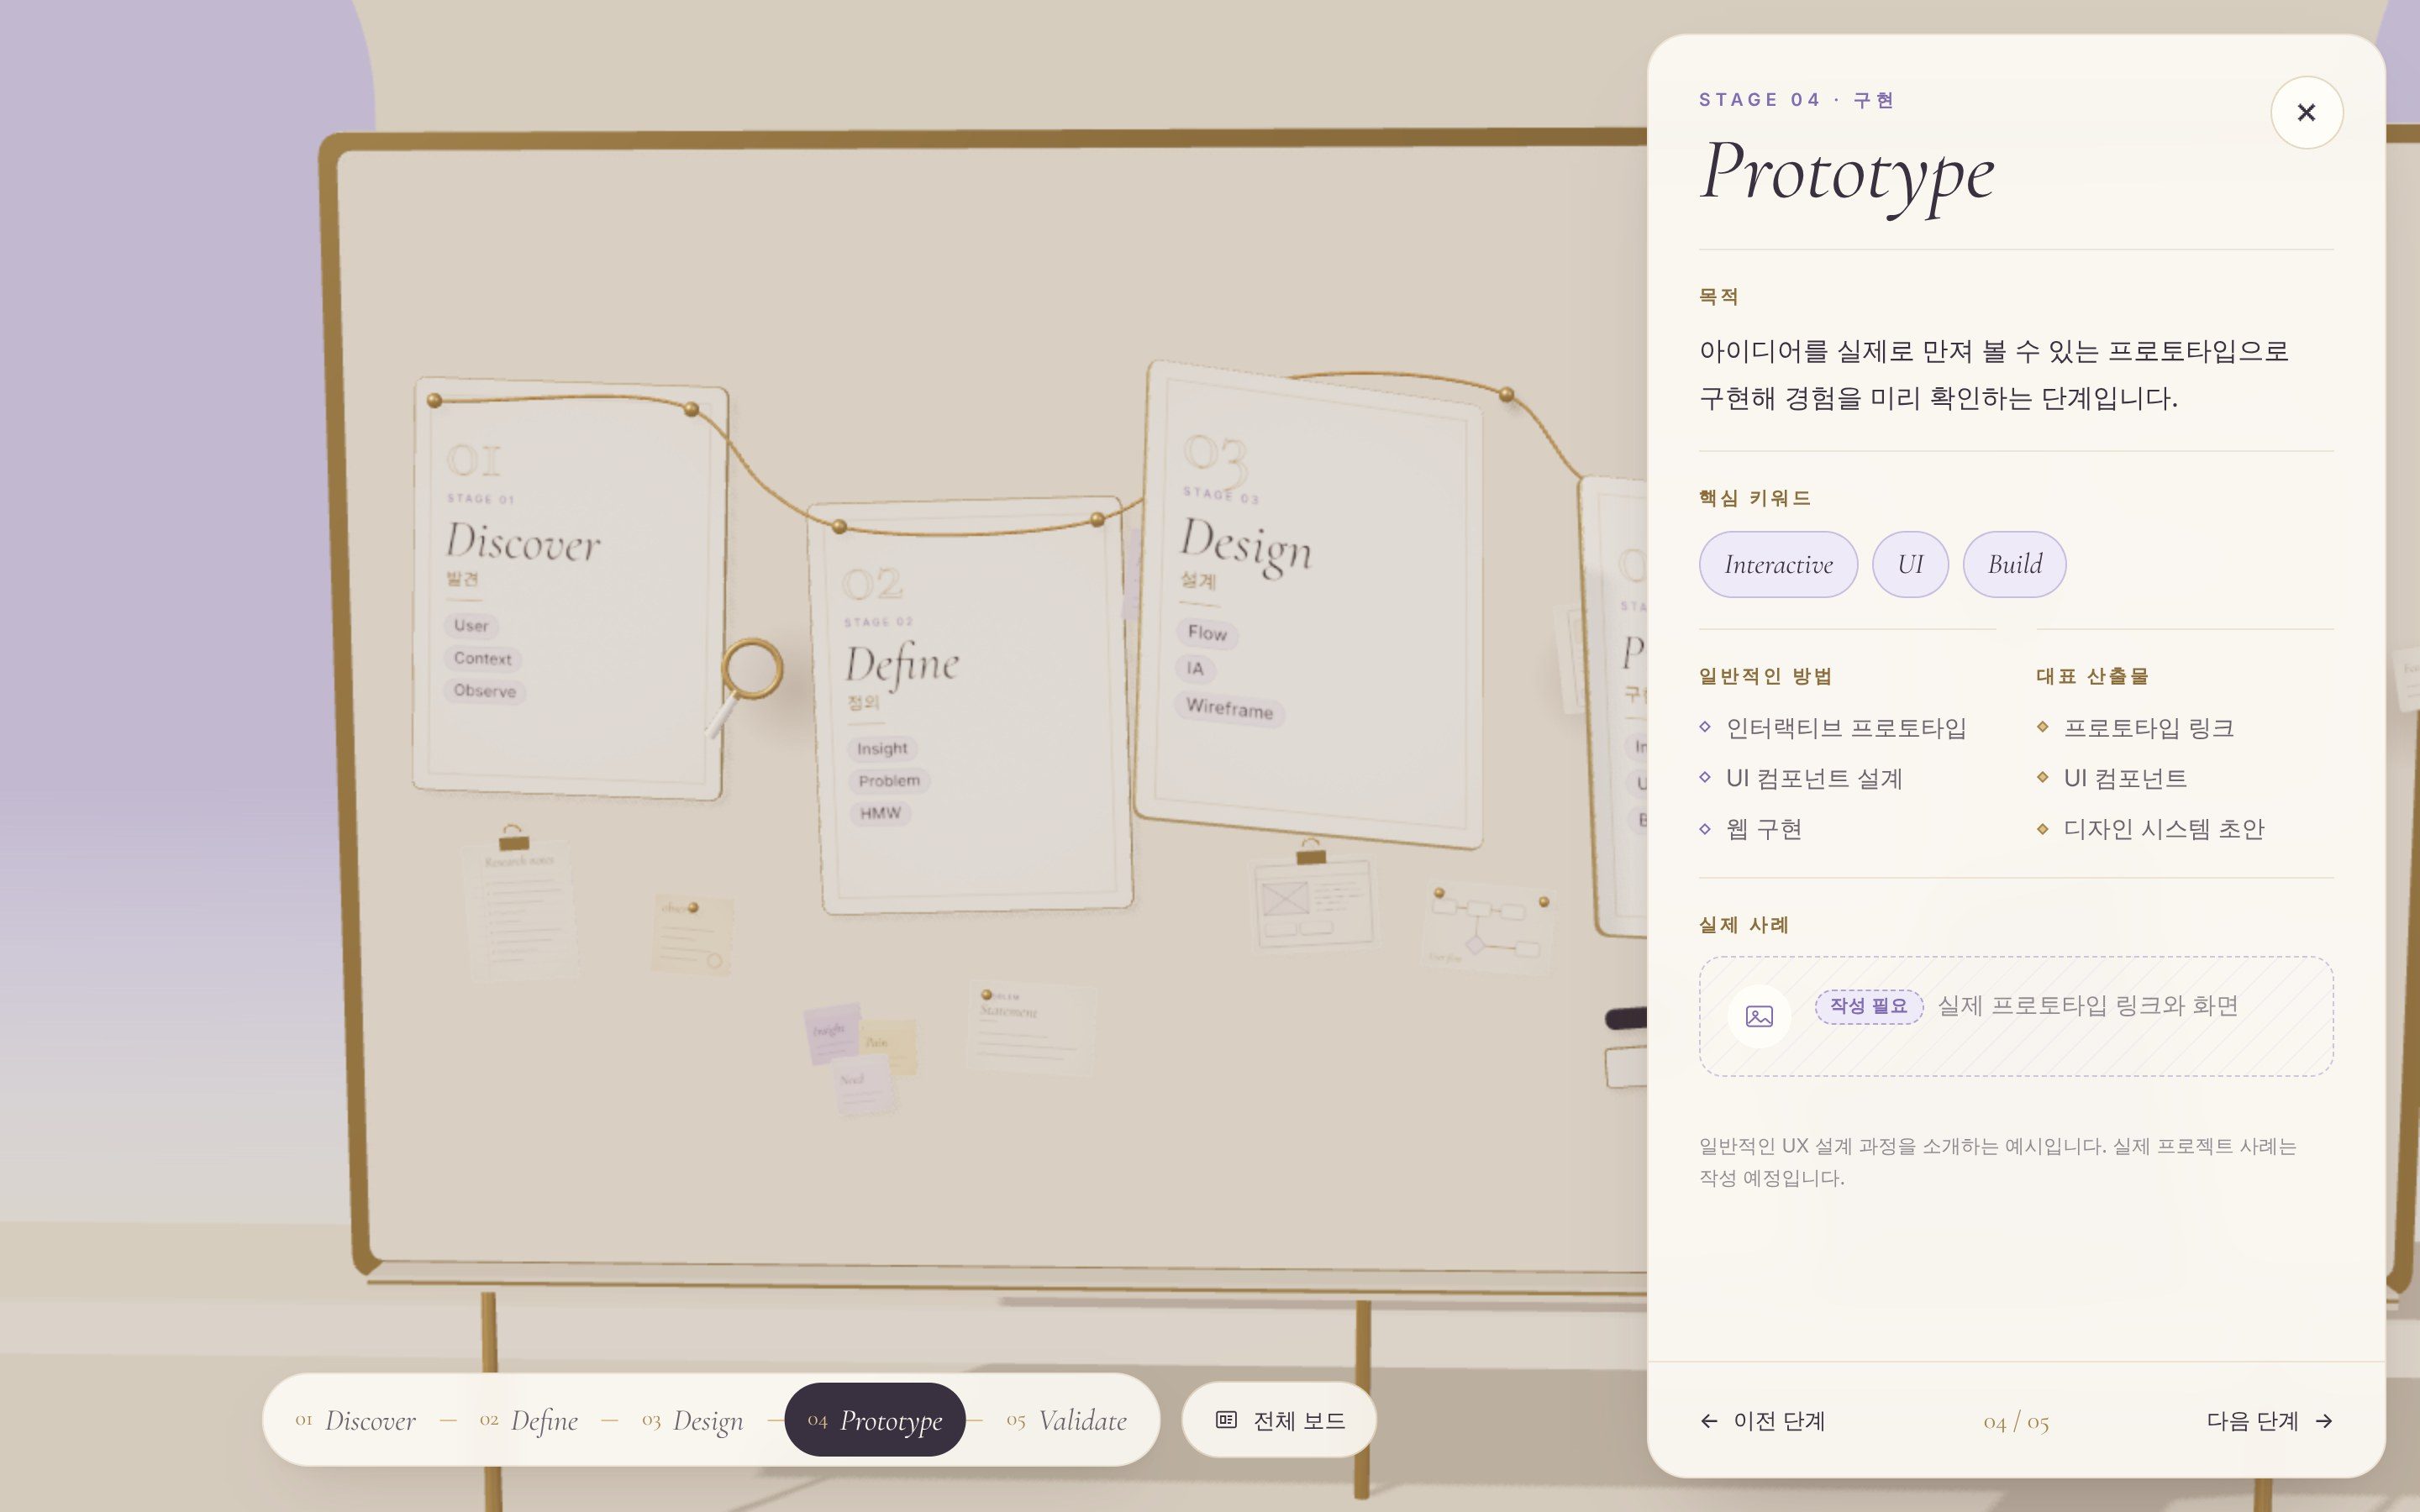 01
STAGE 01
Discover
발견
User
Context
Observe
Research notes
02
STAGE 02
Define
정의
Insight
Problem
HMW
Insight
Pain
Need
Statement
03
STAGE 03
Design
설계
Flow
IA
Wireframe
STAGE 04 · 구현
Prototype
목적
아이디어를 실제로 만져 볼 수 있는 프로토타입으로
구현해 경험을 미리 확인하는 단계입니다.
핵심 키워드
Interactive
UI
Build
일반적인 방법
인터랙티브 프로토타입
UI 컴포넌트 설계
웹 구현
대표 산출물
프로토타입 링크
UI 컴포넌트
디자인 시스템 초안
실제 사례
작성 필요 실제 프로토타입 링크와 화면
일반적인 UX 설계 과정을 소개하는 예시입니다. 실제 프로젝트 사례는
작성 예정입니다.
이전 단계
04 / 05
다음 단계
01 Discover
02 Define
03 Design
04 Prototype
05 Validate
전체 보드